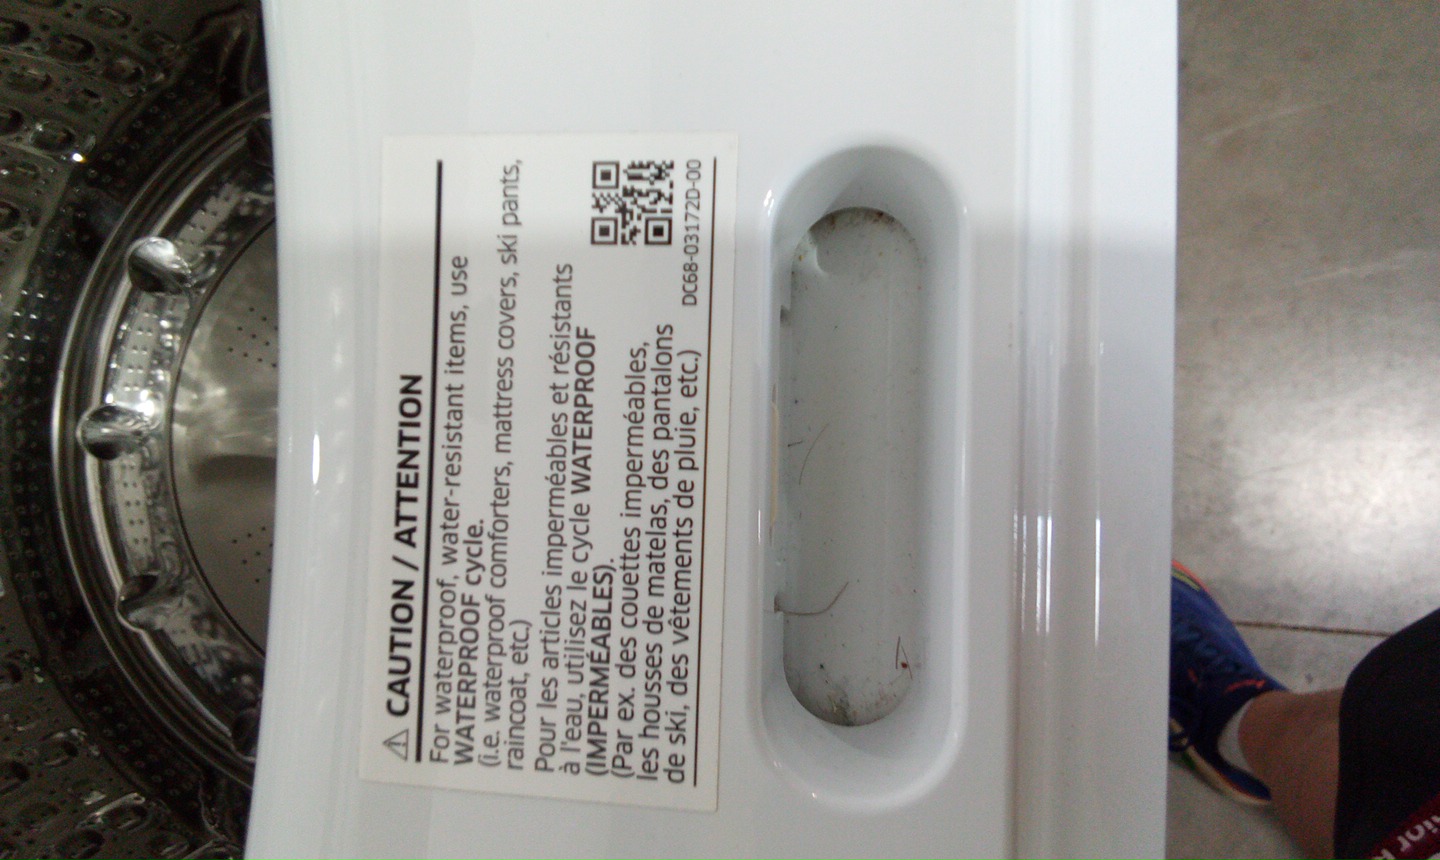 ⚠ CAUTION / ATTENTION
For waterproof, water-resistant items, use
WATERPROOF cycle.
(i.e. waterproof comforters, mattress covers, ski pants,
raincoat, etc.)
Pour les articles imperméables et résistants
à l'eau, utilisez le cycle WATERPROOF
(IMPERMÉABLES).
(Par ex. des couettes imperméables,
les housses de matelas, des pantalons
de ski, des vêtements de pluie, etc.)
DC68-03172D-00